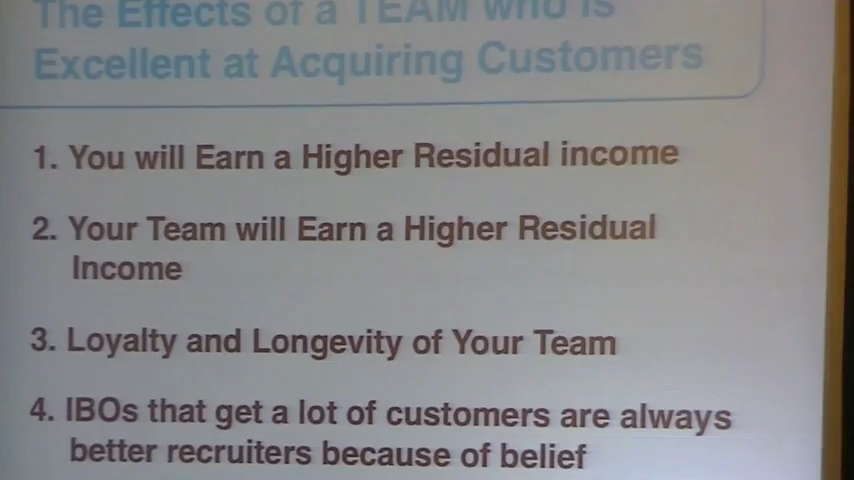 The Effects of a TEAM who is
Excellent at Acquiring Customers
1. You will Earn a Higher Residual income
2. Your Team will Earn a Higher Residual
Income
3. Loyalty and Longevity of Your Team
4. IBOs that get a lot of customers are always
better recruiters because of belief